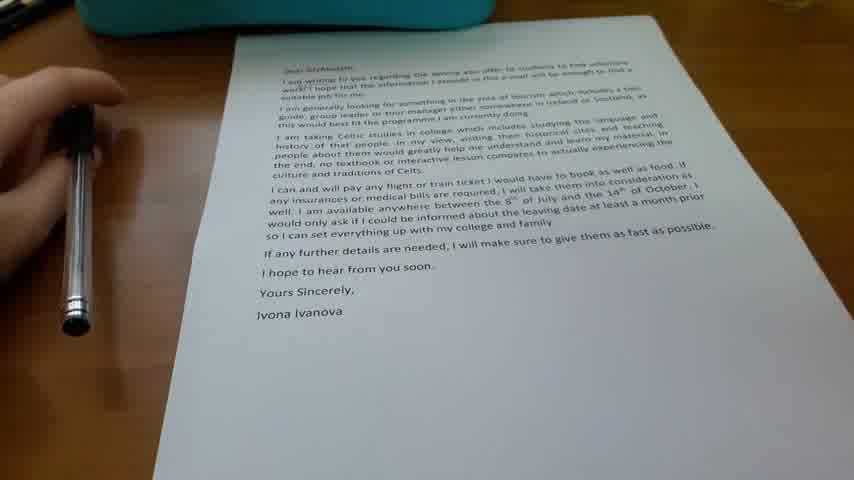 Dear Sir/Madam,
I am writing to you regarding the service you offer to students to find voluntary
work. I hope that the information I provide in this e-mail will be enough to find a
suitable job for me.
I am generally looking for something in the area of tourism which includes a tour
guide, group leader or tour manager either somewhere in Ireland or Scotland, as
this would best fit the programme I am currently doing.
I am taking Celtic studies in college which includes studying the language and
history of that people. In my view, visiting their historical sites and teaching
people about them would greatly help me understand and learn my material. In
the end, no textbook or interactive lesson compares to actually experiencing the
culture and traditions of Celts.
I can and will pay any flight or train ticket I would have to book as well as food. If
any insurances or medical bills are required, I will take them into consideration as
well. I am available anywhere between the 8th of July and the 14th of October. I
would only ask if I could be informed about the leaving date at least a month prior
so I can set everything up with my college and family
If any further details are needed, I will make sure to give them as fast as possible.
I hope to hear from you soon.
Yours Sincerely,
Ivona Ivanova